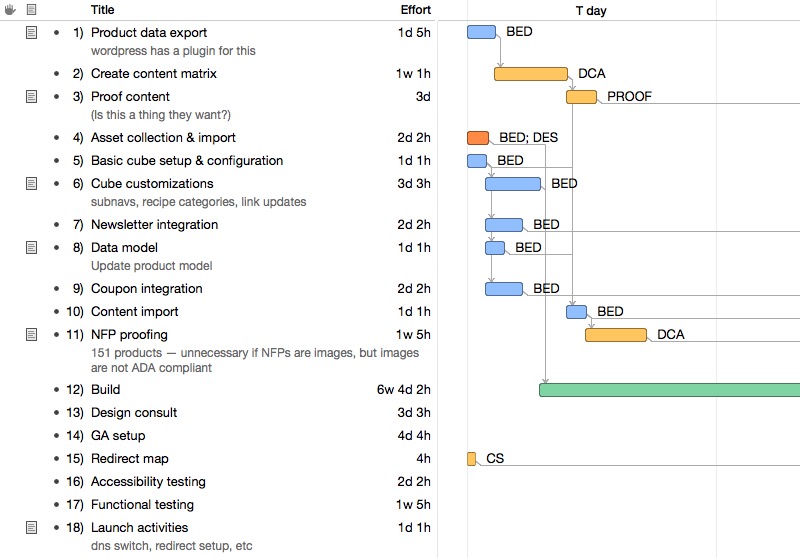 Title Effort T day
1) Product data export 1d 5h BED
wordpress has a plugin for this
2) Create content matrix 1w 1h DCA
3) Proof content 3d PROOF
(Is this a thing they want?)
4) Asset collection & import 2d 2h BED; DES
5) Basic cube setup & configuration 1d 1h BED
6) Cube customizations 3d 3h BED
subnavs, recipe categories, link updates
7) Newsletter integration 2d 2h BED
8) Data model 1d 1h BED
Update product model
9) Coupon integration 2d 2h BED
10) Content import 1d 1h BED
11) NFP proofing 1w 5h DCA
151 products — unnecessary if NFPs are images, but images
are not ADA compliant
12) Build 6w 4d 2h
13) Design consult 3d 3h
14) GA setup 4d 4h
15) Redirect map 4h CS
16) Accessibility testing 2d 2h
17) Functional testing 1w 5h
18) Launch activities 1d 1h
dns switch, redirect setup, etc